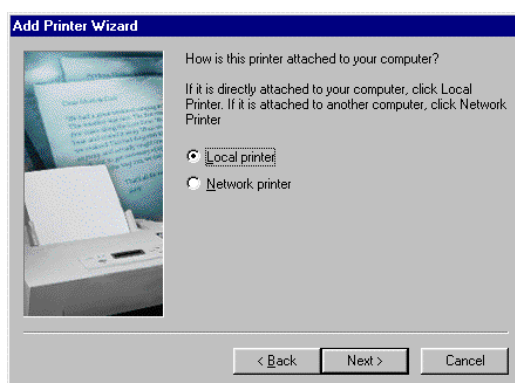 Add Printer Wizard
How is this printer attached to your computer?
If it is directly attached to your computer, click Local
Printer. If it is attached to another computer, click Network
Printer
Local printer
Network printer
< Back
Next >
Cancel